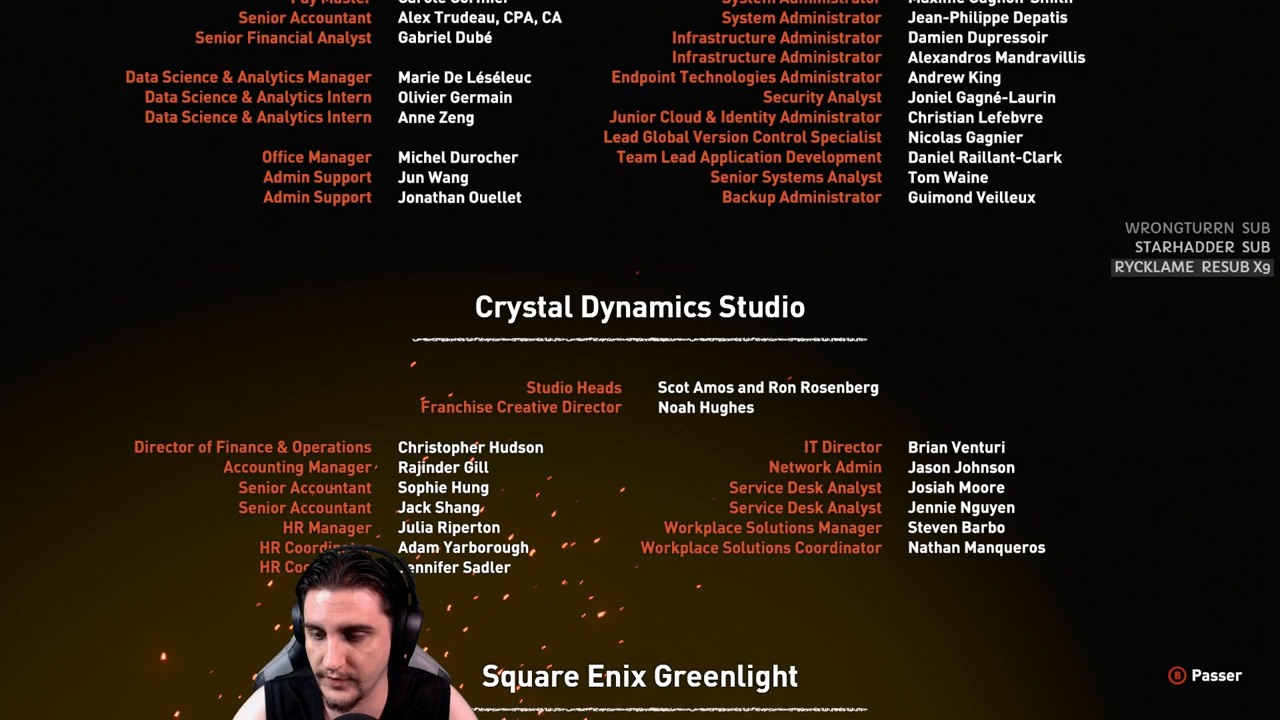 Senior Accountant Alex Trudeau, CPA, CA
Senior Financial Analyst Gabriel Dubé
Data Science & Analytics Manager Marie De Léséleuc
Data Science & Analytics Intern Olivier Germain
Data Science & Analytics Intern Anne Zeng
Office Manager Michel Durocher
Admin Support Jun Wang
Admin Support Jonathan Ouellet
System Administrator Jean-Philippe Depatis
Infrastructure Administrator Damien Dupressoir
Infrastructure Administrator Alexandros Mandravillis
Endpoint Technologies Administrator Andrew King
Security Analyst Joniel Gagné-Laurin
Junior Cloud & Identity Administrator Christian Lefebvre
Lead Global Version Control Specialist Nicolas Gagnier
Team Lead Application Development Daniel Raillant-Clark
Senior Systems Analyst Tom Waine
Backup Administrator Guimond Veilleux
WRONGTURRN SUB
STARHADDER SUB
RYCKLAME RESUB X9
Crystal Dynamics Studio
Studio Heads Scot Amos and Ron Rosenberg
Franchise Creative Director Noah Hughes
Director of Finance & Operations Christopher Hudson
Accounting Manager Rajinder Gill
Senior Accountant Sophie Hung
Senior Accountant Jack Shang
HR Manager Julia Riperton
HR Adam Yarborough
HR Sadler
IT Director Brian Venturi
Network Admin Jason Johnson
Service Desk Analyst Josiah Moore
Service Desk Analyst Jennie Nguyen
Workplace Solutions Manager Steven Barbo
Workplace Solutions Coordinator Nathan Manqueros
Square Enix Greenlight
B Passer